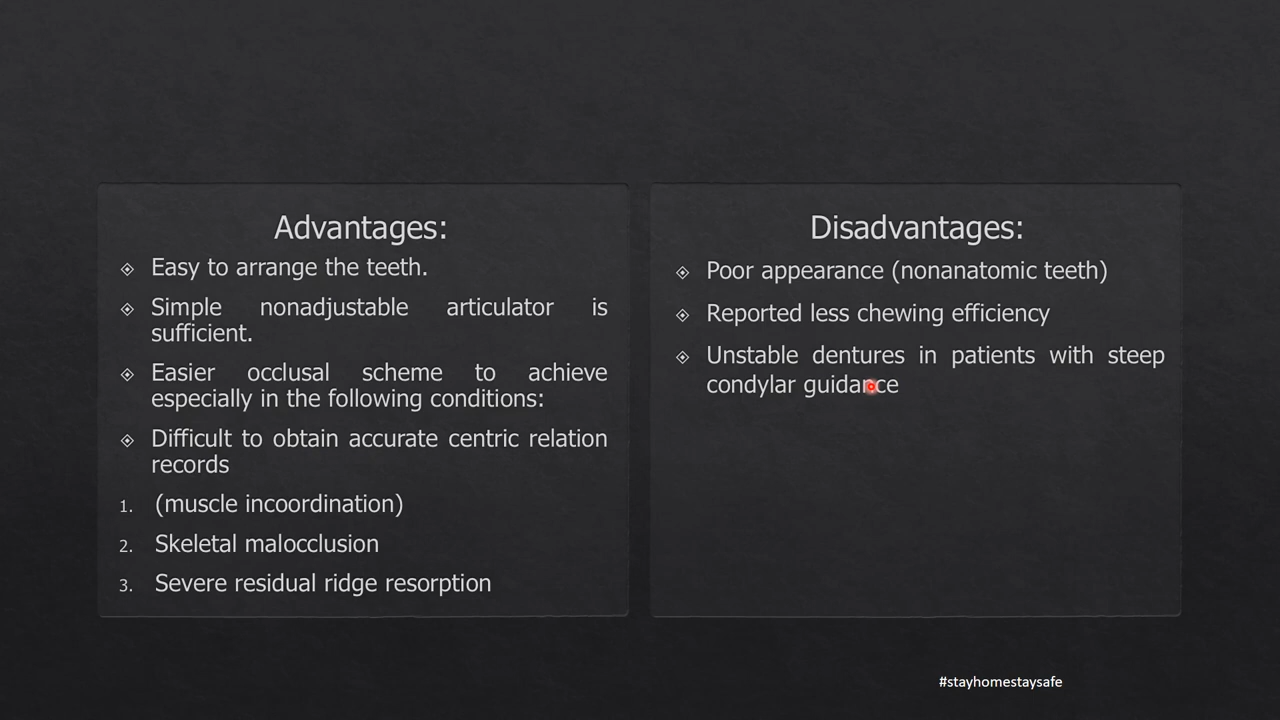 Advantages:
Easy to arrange the teeth.
Simple nonadjustable articulator is
sufficient.
Easier occlusal scheme to achieve
especially in the following conditions:
Difficult to obtain accurate centric relation
records
1. (muscle incoordination)
2. Skeletal malocclusion
3. Severe residual ridge resorption
Disadvantages:
Poor appearance (nonanatomic teeth)
Reported less chewing efficiency
Unstable dentures in patients with steep
condylar guidance
#stayhomestaysafe